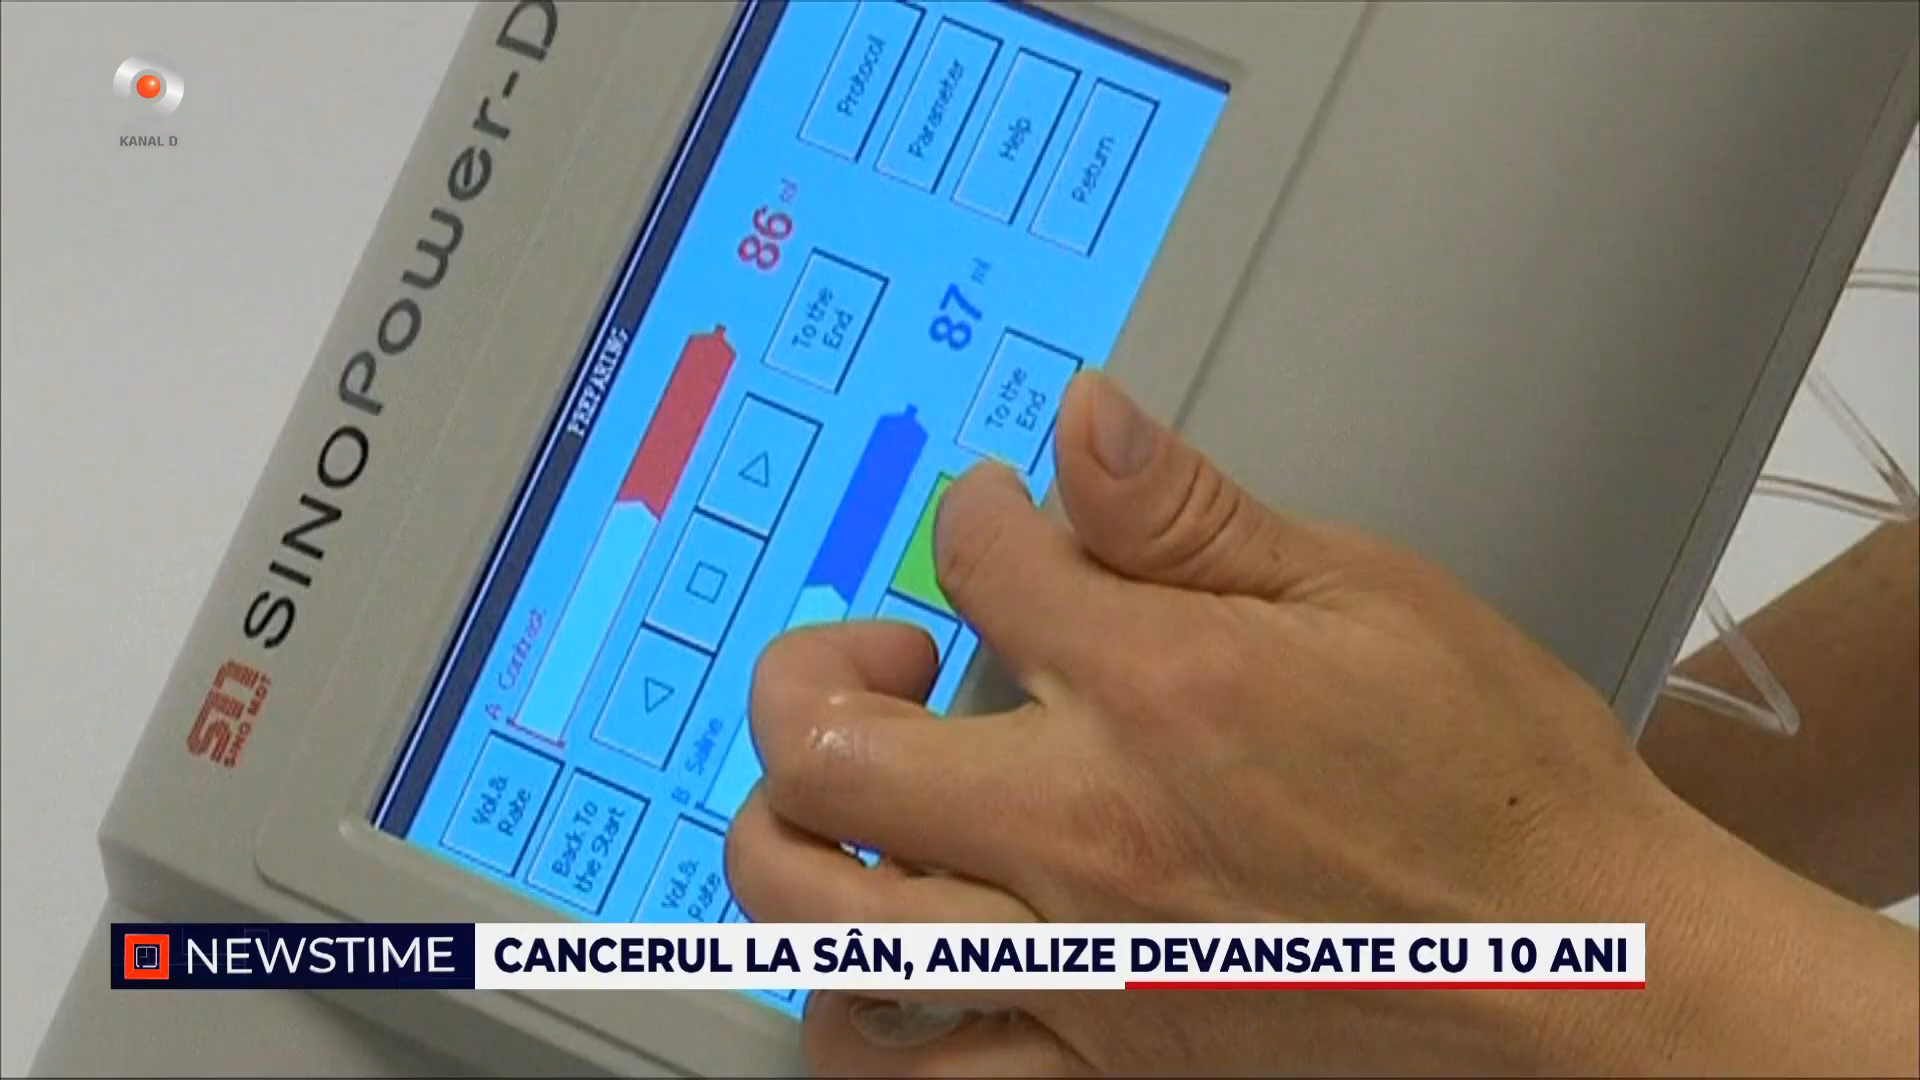 KANAL D
SINOPower-D
SINO MDT
PREPARING
Protocol
Parameter
Help
Return
86 ml
To the
End
87 ml
To the
End
A Contrast
B Saline
Vol.&
Rate
Back To
the Start
Vol.&
Rate
NEWSTIME
CANCERUL LA SÂN, ANALIZE DEVANSATE CU 10 ANI